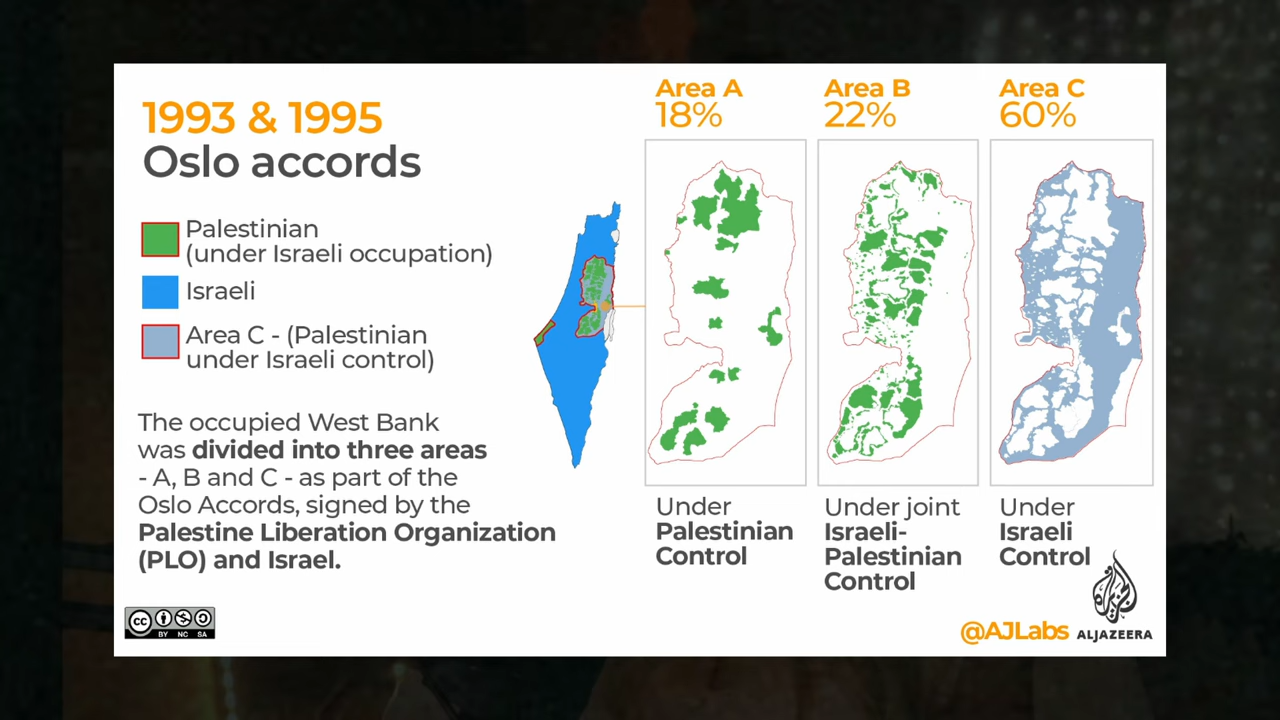 1993 & 1995
Oslo accords
Palestinian
(under Israeli occupation)
Israeli
Area C - (Palestinian
under Israeli control)
The occupied West Bank
was divided into three areas
- A, B and C - as part of the
Oslo Accords, signed by the
Palestine Liberation Organization
(PLO) and Israel.
Area A
18%
Under
Palestinian
Control
Area B
22%
Under joint
Israeli-
Palestinian
Control
Area C
60%
Under
Israeli
Control
cc
BY NC SA
@AJLabs
الجزيرة
ALJAZEERA